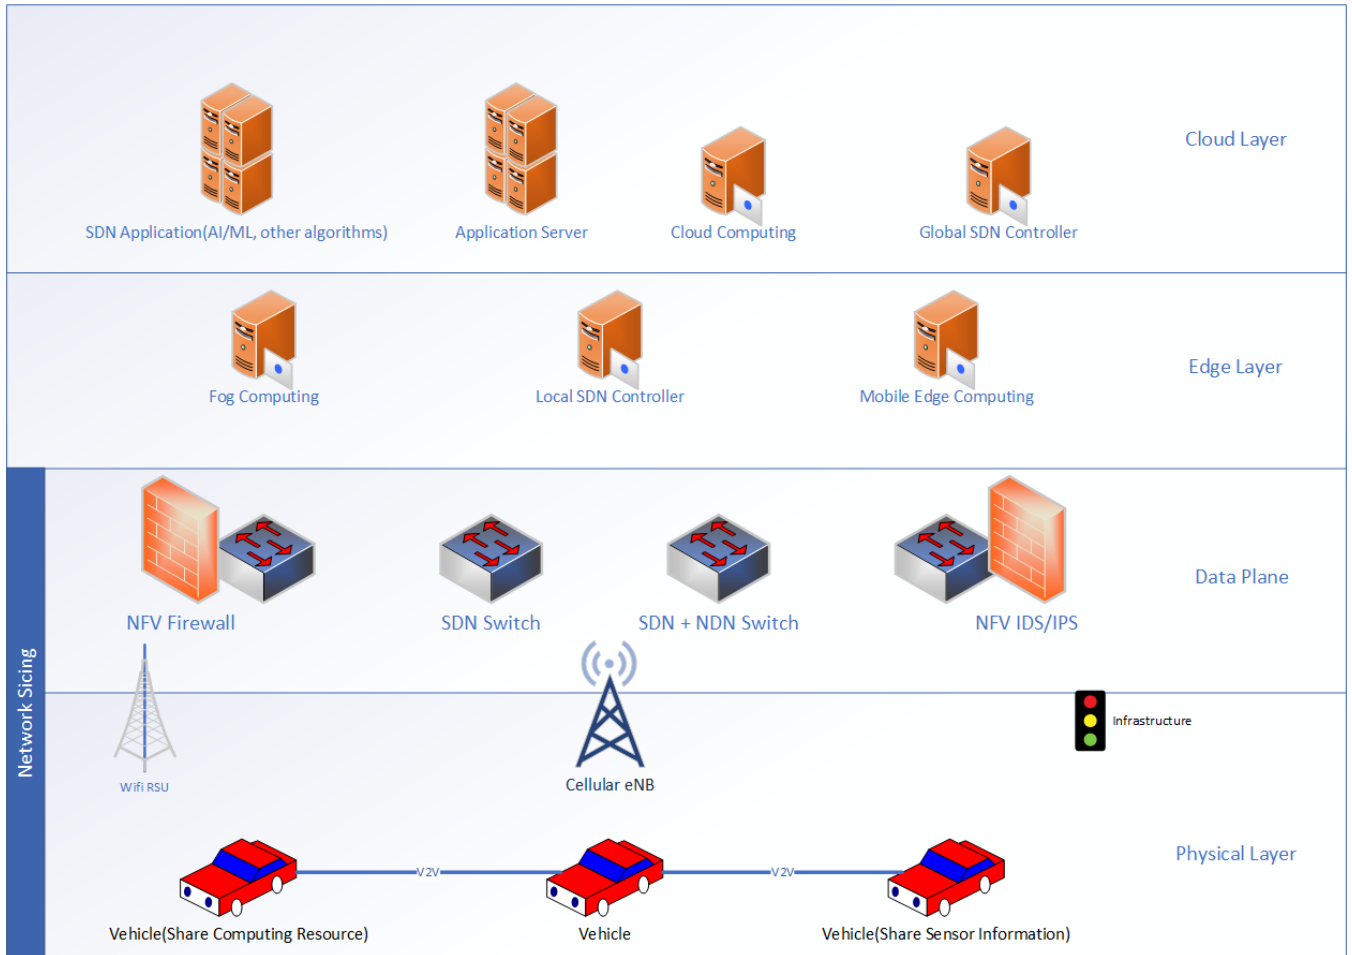 Cloud Layer
SDN Application(AI/ML, other algorithms)
Application Server
Cloud Computing
Global SDN Controller
Edge Layer
Fog Computing
Local SDN Controller
Mobile Edge Computing
Network Sicing
Data Plane
NFV Firewall
SDN Switch
SDN + NDN Switch
NFV IDS/IPS
Infrastructure
Wifi RSU
Cellular eNB
Physical Layer
V2V
V2V
Vehicle(Share Computing Resource)
Vehicle
Vehicle(Share Sensor Information)